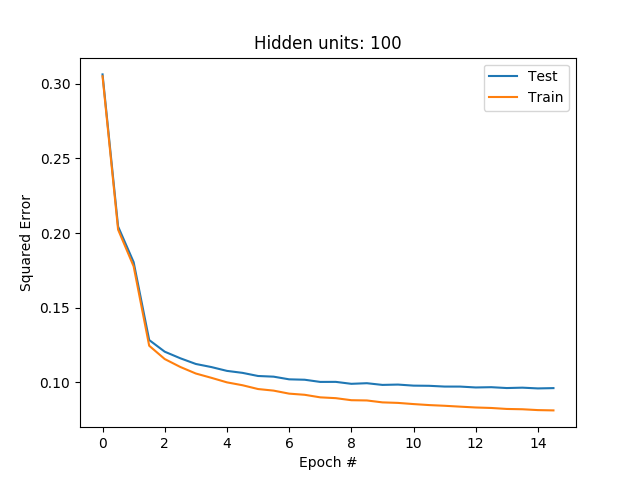 Hidden units: 100
Test
Train
Squared Error
0.30
0.25
0.20
0.15
0.10
0 2 4 6 8 10 12 14
Epoch #